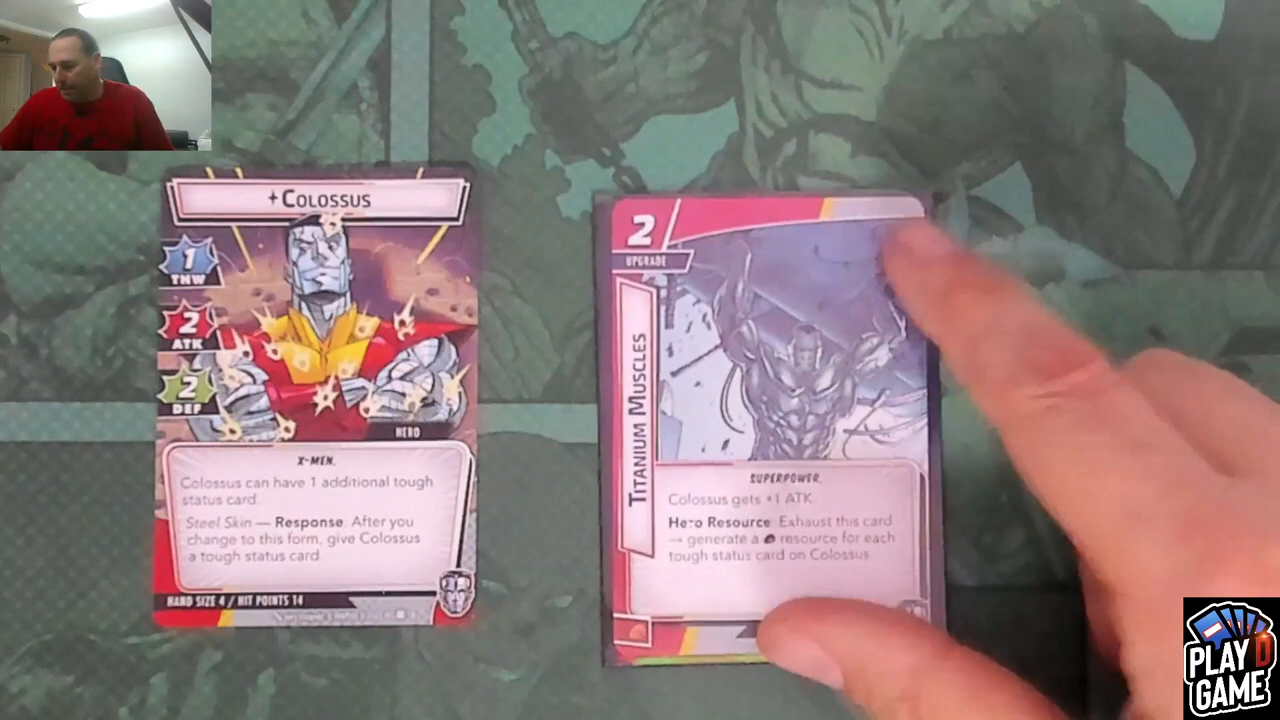 COLOSSUS
1
THW
2
ATK
2
DEF
HERO
X-MEN.
Colossus can have 1 additional tough
status card.
Steel Skin — Response. After you
change to this form, give Colossus
a tough status card.
HAND SIZE 4 / HIT POINTS 14
2
UPGRADE
TITANIUM MUSCLES
SUPERPOWER.
Colossus gets +1 ATK
Hero Resource: Exhaust this card
→ generate a resource for each
tough status card on Colossus
PLAY D
GAME